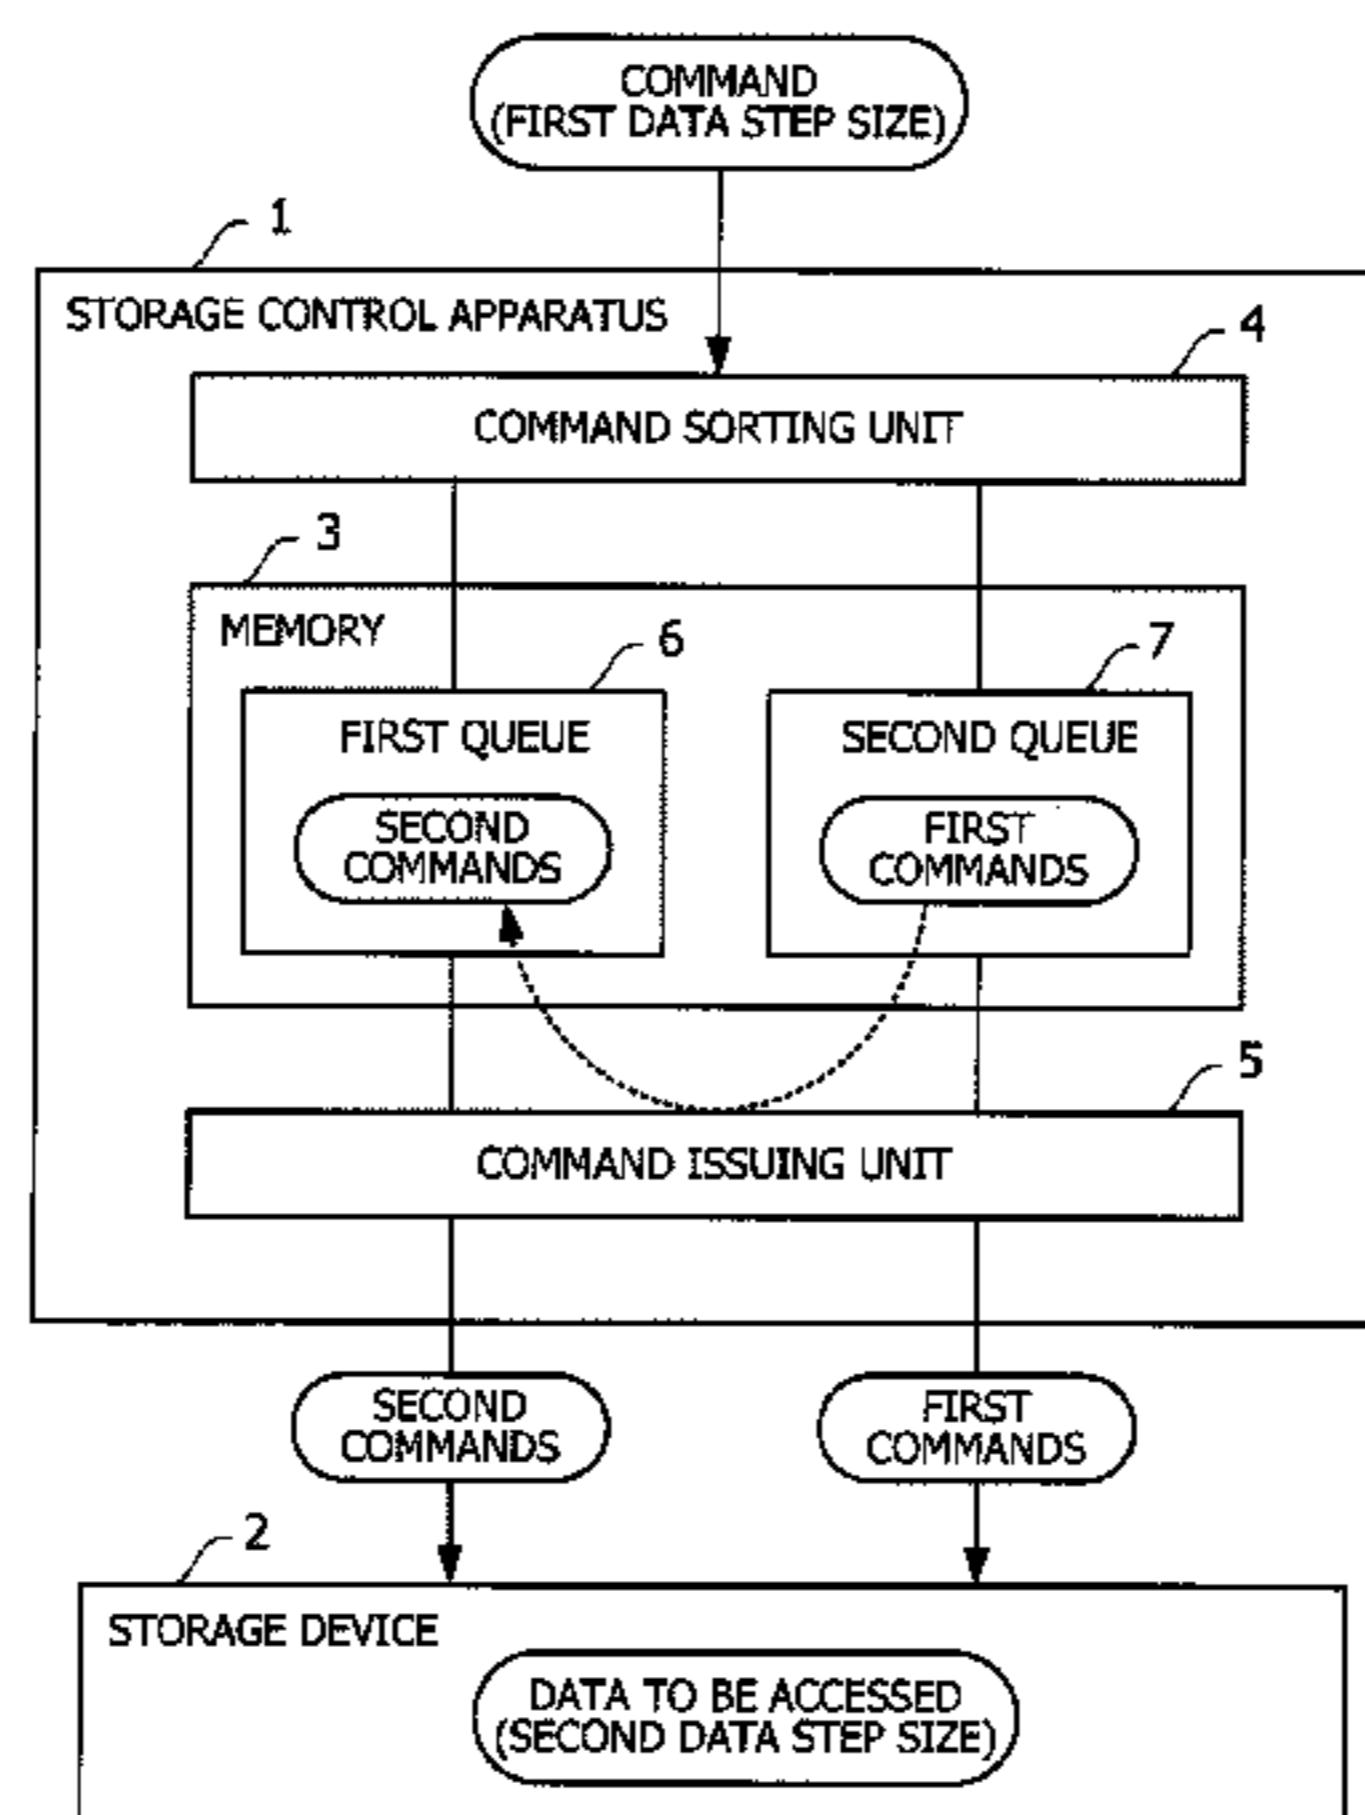 COMMAND
(FIRST DATA STEP SIZE)
1
STORAGE CONTROL APPARATUS
4
COMMAND SORTING UNIT
3
MEMORY
6
7
FIRST QUEUE
SECOND QUEUE
SECOND
COMMANDS
FIRST
COMMANDS
5
COMMAND ISSUING UNIT
SECOND
COMMANDS
FIRST
COMMANDS
2
STORAGE DEVICE
DATA TO BE ACCESSED
(SECOND DATA STEP SIZE)